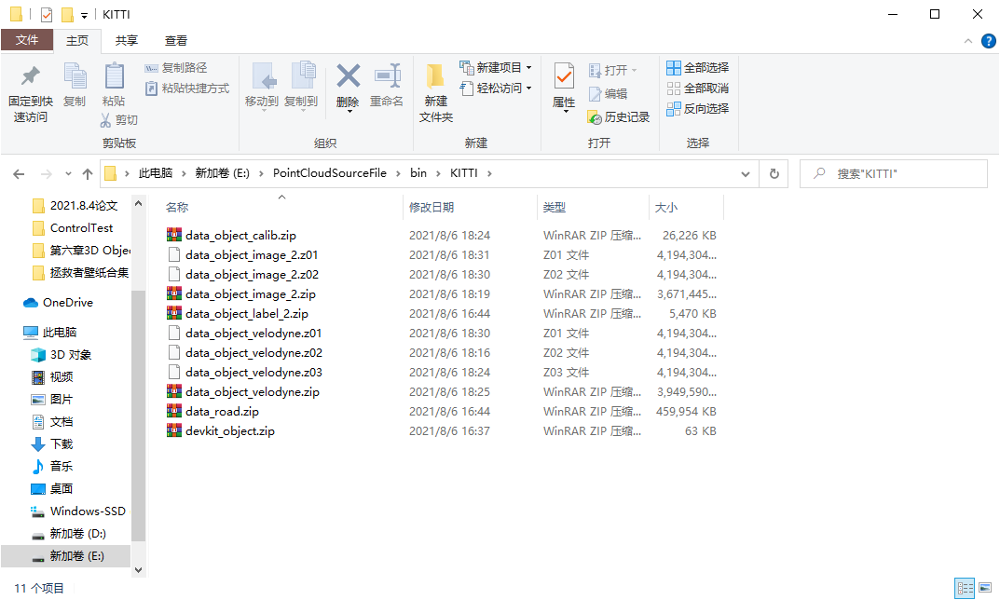 KITTI
文件 主页 共享 查看
固定到快速访问
复制
粘贴
复制路径
粘贴快捷方式
剪切
剪贴板
移动到 复制到 删除 重命名
组织
新建文件夹
新建项目
轻松访问
新建
属性
打开
编辑
历史记录
打开
全部选择
全部取消
反向选择
选择
此电脑 > 新加卷 (E:) > PointCloudSourceFile > bin > KITTI >
搜索"KITTI"
2021.8.4论文
ControlTest
第六章3D Obje
拯救者壁纸合集
OneDrive
此电脑
3D 对象
视频
图片
文档
下载
音乐
桌面
Windows-SSD
新加卷 (D:)
新加卷 (E:)
名称 修改日期 类型 大小
data_object_calib.zip 2021/8/6 18:24 WinRAR ZIP 压缩... 26,226 KB
data_object_image_2.z01 2021/8/6 18:31 Z01 文件 4,194,304...
data_object_image_2.z02 2021/8/6 18:30 Z02 文件 4,194,304...
data_object_image_2.zip 2021/8/6 18:19 WinRAR ZIP 压缩... 3,671,445...
data_object_label_2.zip 2021/8/6 16:44 WinRAR ZIP 压缩... 5,470 KB
data_object_velodyne.z01 2021/8/6 18:30 Z01 文件 4,194,304...
data_object_velodyne.z02 2021/8/6 18:16 Z02 文件 4,194,304...
data_object_velodyne.z03 2021/8/6 18:24 Z03 文件 4,194,304...
data_object_velodyne.zip 2021/8/6 18:25 WinRAR ZIP 压缩... 3,949,590...
data_road.zip 2021/8/6 16:44 WinRAR ZIP 压缩... 459,954 KB
devkit_object.zip 2021/8/6 16:37 WinRAR ZIP 压缩... 63 KB
11 个项目